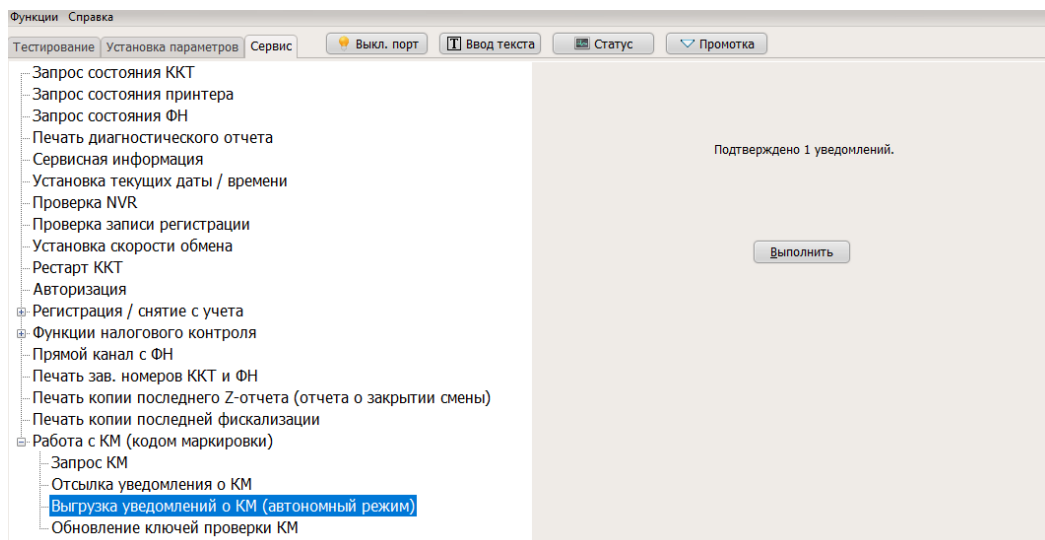 Функции Справка
Тестирование Установка параметров Сервис Выкл. порт Ввод текста Статус Промотка
Запрос состояния ККТ
Запрос состояния принтера
Запрос состояния ФН
Печать диагностического отчета
Подтверждено 1 уведомлений.
Сервисная информация
Установка текущих даты / времени
Проверка NVR
Проверка записи регистрации
Установка скорости обмена
Выполнить
Рестарт ККТ
Авторизация
Регистрация / снятие с учета
Функции налогового контроля
Прямой канал с ФН
Печать зав. номеров ККТ и ФН
Печать копии последнего Z-отчета (отчета о закрытии смены)
Печать копии последней фискализации
Работа с КМ (кодом маркировки)
Запрос КМ
Отсылка уведомления о КМ
Выгрузка уведомлений о КМ (автономный режим)
Обновление ключей проверки КМ